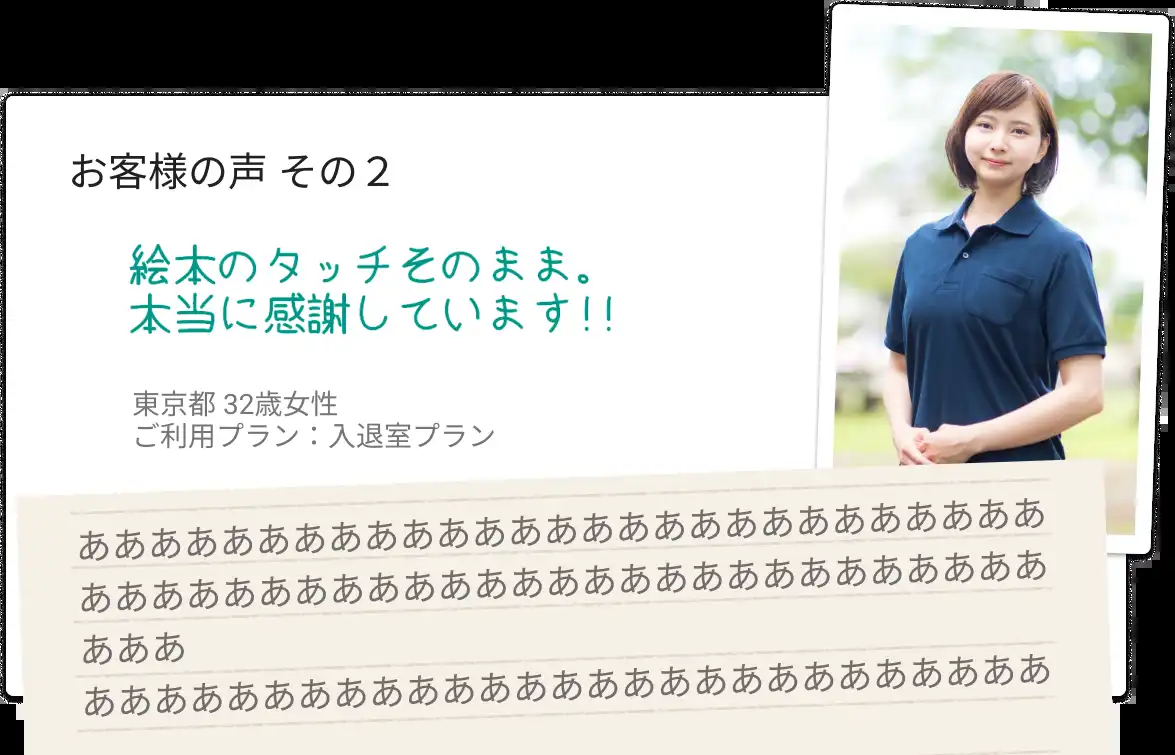 お客様の声 その２
絵本のタッチそのまま。
本当に感謝しています!!
東京都 32歳女性
ご利用プラン：入退室プラン
あああああああああああああああああああああああああああ
あああああああああああああああああああああああああああ
あああ
あああああああああああああああああああああああああああ